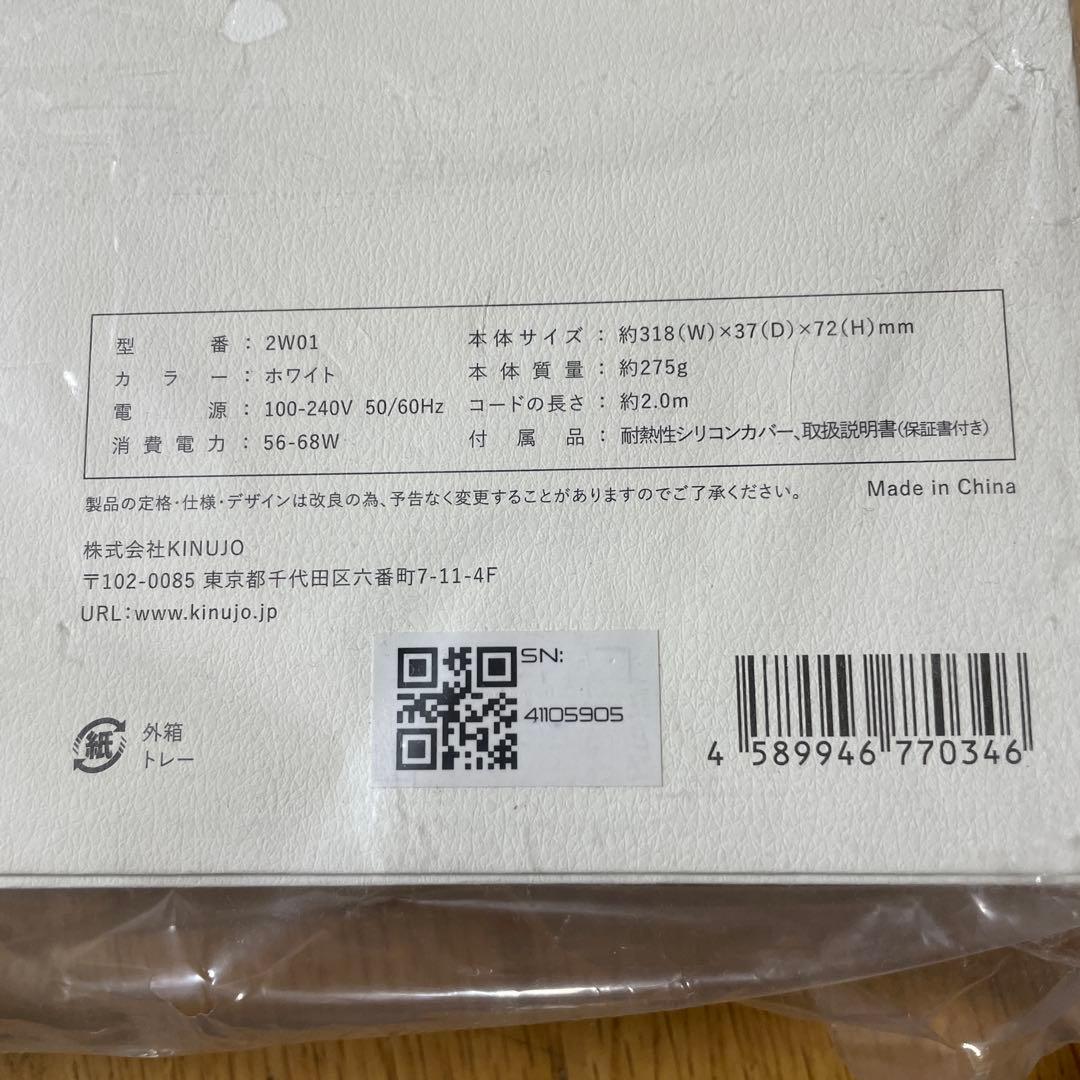 型番：2W01
カラー：ホワイト
電源：100-240V 50/60Hz
消費電力：56-68W
本体サイズ：約318(W)×37(D)×72(H)mm
本体質量：約275g
コードの長さ：約2.0m
付属品：耐熱性シリコンカバー、取扱説明書(保証書付き)
製品の定格・仕様・デザインは改良の為、予告なく変更することがありますのでご了承ください。
Made in China
株式会社KINUJO
〒102-0085 東京都千代田区六番町7-11-4F
URL:www.kinujo.jp
紙
外箱
トレー
SN:
41105905
4 589946 770346